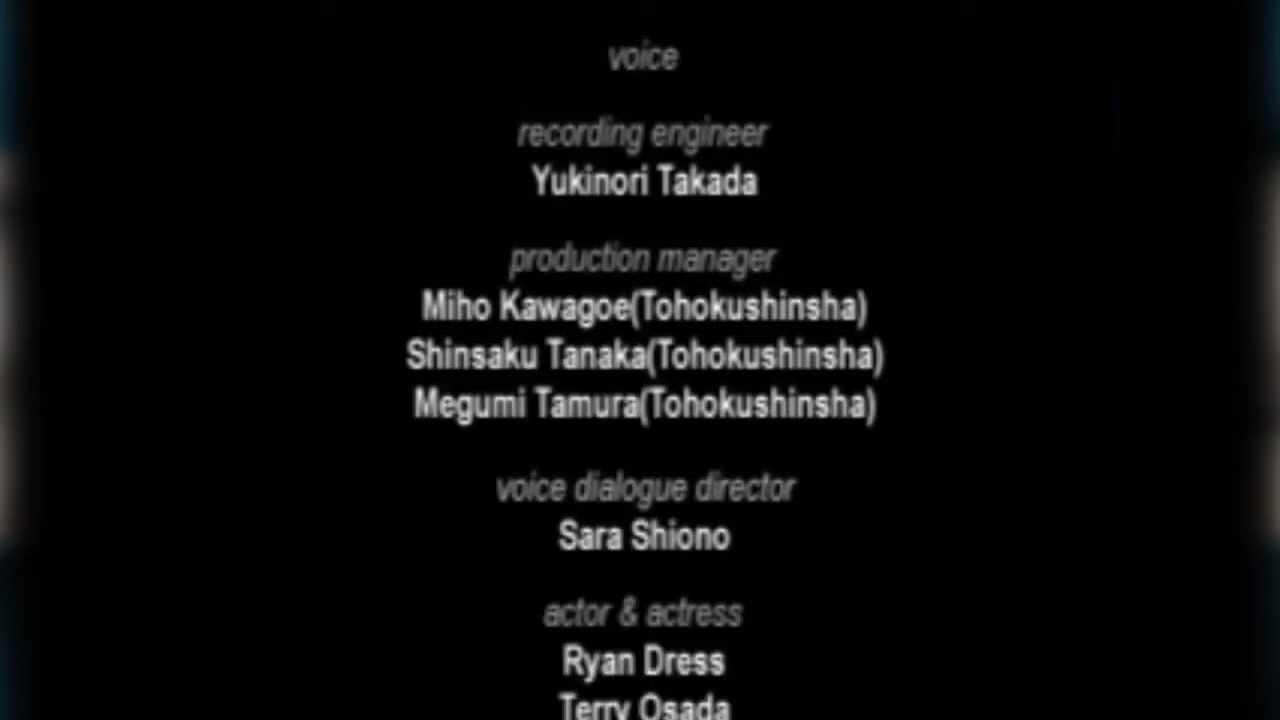 voice
recording engineer
Yukinori Takada
production manager
Miho Kawagoe(Tohokushinsha)
Shinsaku Tanaka(Tohokushinsha)
Megumi Tamura(Tohokushinsha)
voice dialogue director
Sara Shiono
actor & actress
Ryan Dress
Terry Osada